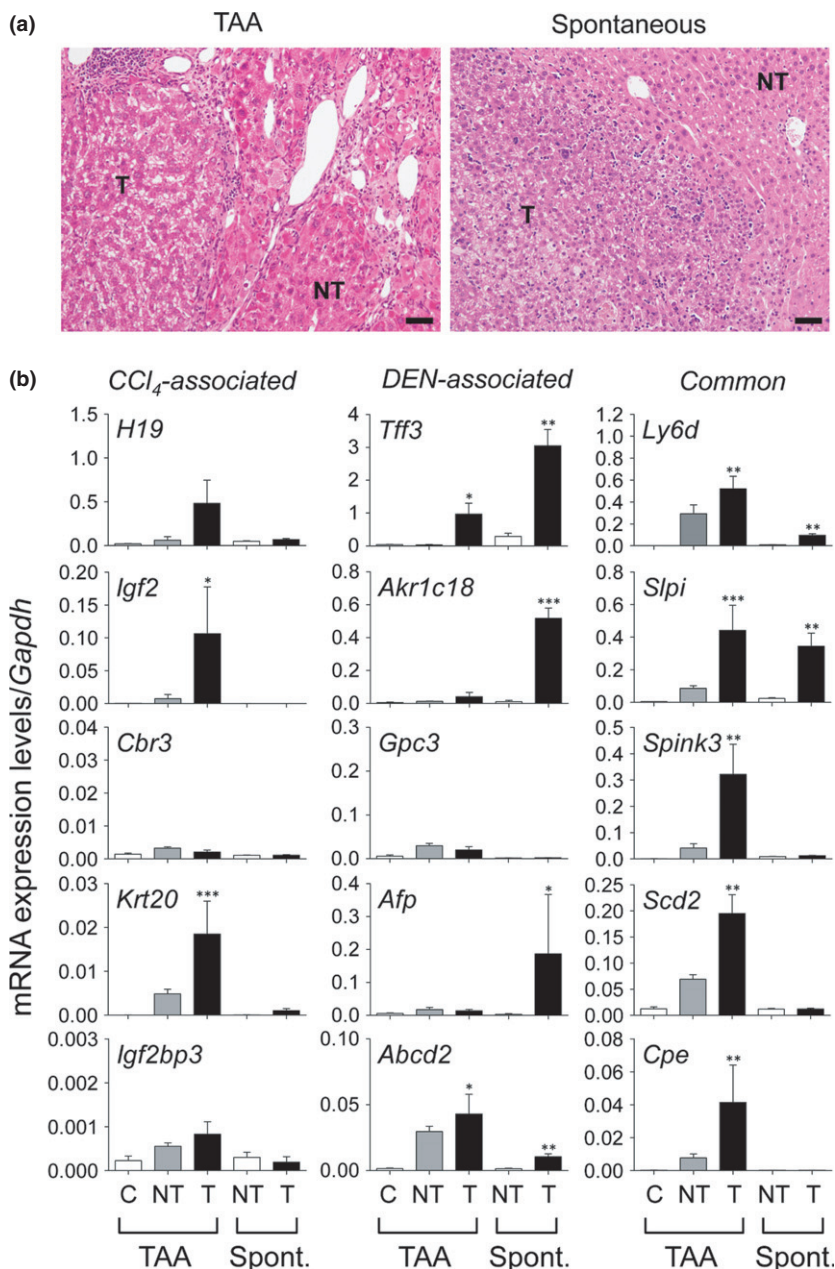 (a)
TAA
Spontaneous
T
NT
T
NT
(b)
CCl₄-associated
DEN-associated
Common
mRNA expression levels/Gapdh
H19
1.5
1.0
0.5
0.0
Tff3
4
3
2
1
0
*
**
Ly6d
1.0
0.8
0.6
0.4
0.2
0.0
**
**
Igf2
0.20
0.15
0.10
0.05
0.00
*
Akr1c18
0.8
0.6
0.4
0.2
0.0
***
Slpi
0.8
0.6
0.4
0.2
0.0
***
**
Cbr3
0.04
0.03
0.02
0.01
0.00
Gpc3
0.3
0.2
0.1
0.0
Spink3
0.5
0.4
0.3
0.2
0.1
0.0
**
Krt20
0.03
0.02
0.01
0.00
***
Afp
0.4
0.3
0.2
0.1
0.0
*
Scd2
0.25
0.20
0.15
0.10
0.05
0.00
**
Igf2bp3
0.003
0.002
0.001
0.000
Abcd2
0.10
0.05
0.00
*
**
Cpe
0.08
0.06
0.04
0.02
0.00
**
C NT T NT T
C NT T NT T
C NT T NT T
TAA Spont.
TAA Spont.
TAA Spont.